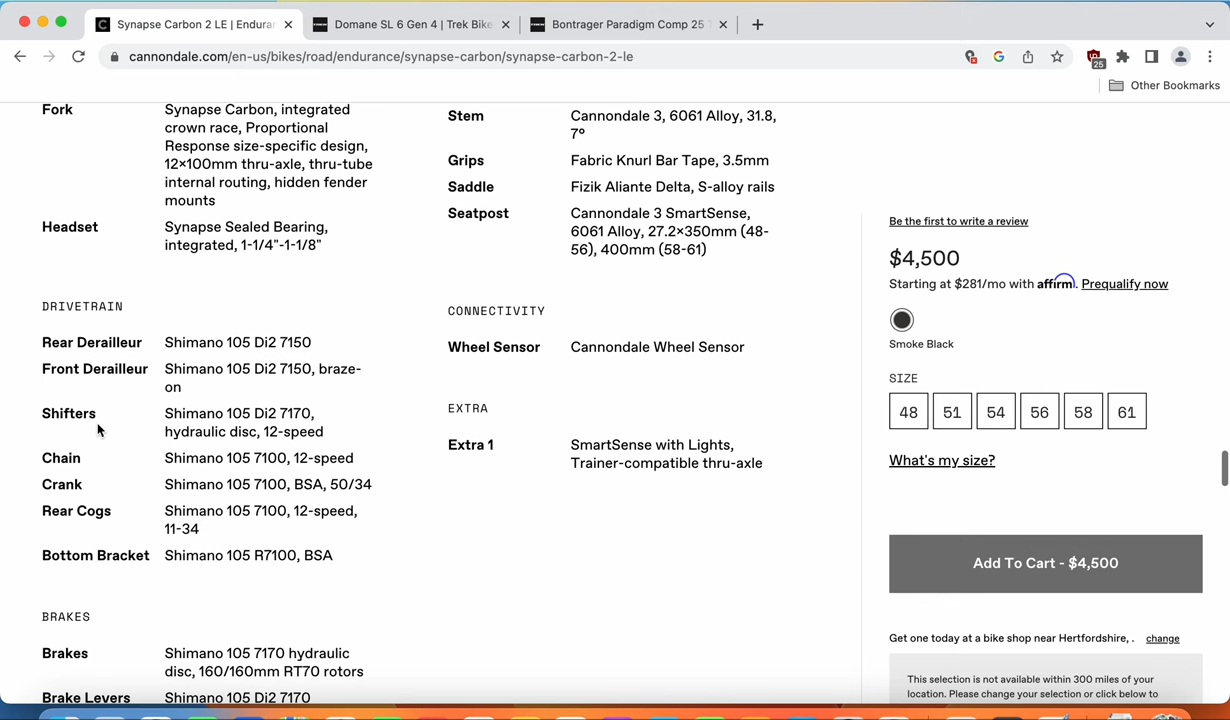 Synapse Carbon 2 LE | Enduran
Domane SL 6 Gen 4 | Trek Bike
Bontrager Paradigm Comp 25 T
cannondale.com/en-us/bikes/road/endurance/synapse-carbon/synapse-carbon-2-le
25
Other Bookmarks
Fork
Synapse Carbon, integrated
crown race, Proportional
Response size-specific design,
12×100mm thru-axle, thru-tube
internal routing, hidden fender
mounts
Headset
Synapse Sealed Bearing,
integrated, 1-1/4"-1-1/8"
DRIVETRAIN
Rear Derailleur
Shimano 105 Di2 7150
Front Derailleur
Shimano 105 Di2 7150, braze-
on
Shifters
Shimano 105 Di2 7170,
hydraulic disc, 12-speed
Chain
Shimano 105 7100, 12-speed
Crank
Shimano 105 7100, BSA, 50/34
Rear Cogs
Shimano 105 7100, 12-speed,
11-34
Bottom Bracket
Shimano 105 R7100, BSA
BRAKES
Brakes
Shimano 105 7170 hydraulic
disc, 160/160mm RT70 rotors
Brake Levers
Shimano 105 Di2 7170
Stem
Cannondale 3, 6061 Alloy, 31.8,
7°
Grips
Fabric Knurl Bar Tape, 3.5mm
Saddle
Fizik Aliante Delta, S-alloy rails
Seatpost
Cannondale 3 SmartSense,
6061 Alloy, 27.2×350mm (48-
56), 400mm (58-61)
CONNECTIVITY
Wheel Sensor
Cannondale Wheel Sensor
EXTRA
Extra 1
SmartSense with Lights,
Trainer-compatible thru-axle
Be the first to write a review
$4,500
Starting at $281/mo with affirm. Prequalify now
Smoke Black
SIZE
48 51 54 56 58 61
What's my size?
Add To Cart - $4,500
Get one today at a bike shop near Hertfordshire, . change
This selection is not available within 300 miles of your
location. Please change your selection or click below to